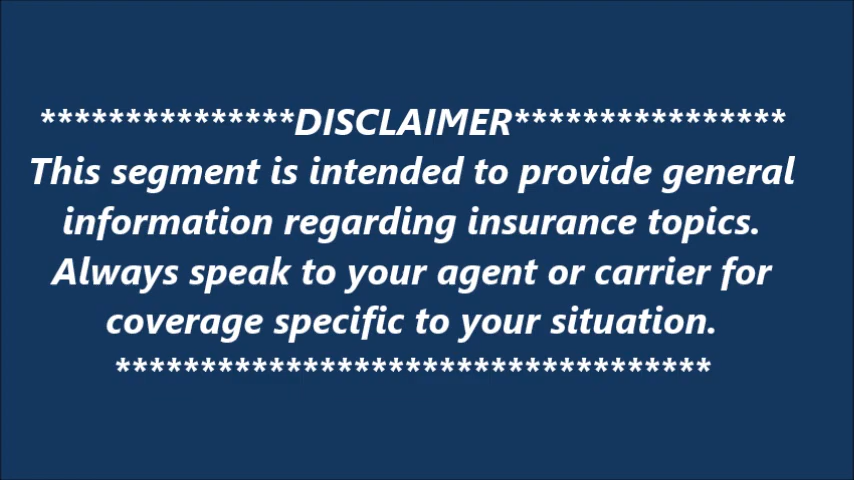 ***************DISCLAIMER****************
This segment is intended to provide general
information regarding insurance topics.
Always speak to your agent or carrier for
coverage specific to your situation.
***********************************